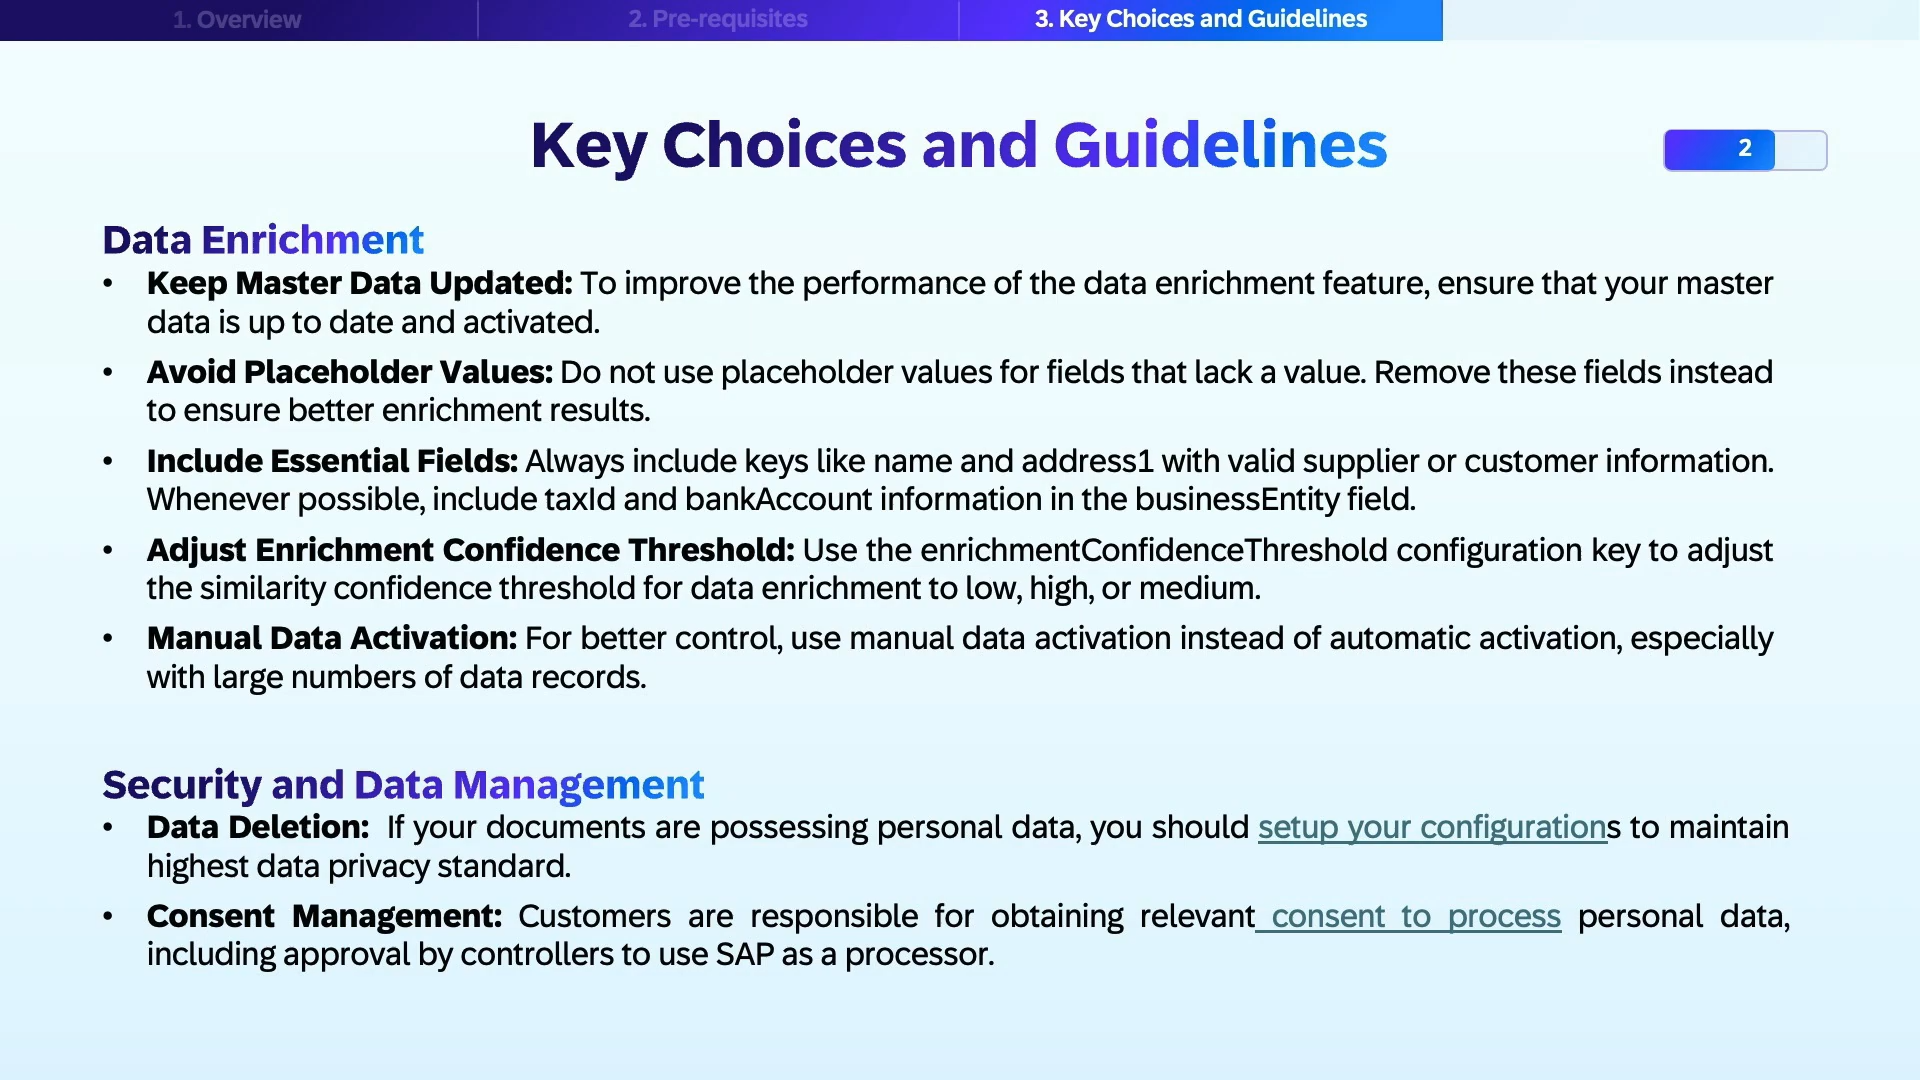 1. Overview
2. Pre-requisites
3. Key Choices and Guidelines
Key Choices and Guidelines
2
Data Enrichment
• Keep Master Data Updated: To improve the performance of the data enrichment feature, ensure that your master
data is up to date and activated.
• Avoid Placeholder Values: Do not use placeholder values for fields that lack a value. Remove these fields instead
to ensure better enrichment results.
• Include Essential Fields: Always include keys like name and address1 with valid supplier or customer information.
Whenever possible, include taxId and bankAccount information in the businessEntity field.
• Adjust Enrichment Confidence Threshold: Use the enrichmentConfidenceThreshold configuration key to adjust
the similarity confidence threshold for data enrichment to low, high, or medium.
• Manual Data Activation: For better control, use manual data activation instead of automatic activation, especially
with large numbers of data records.
Security and Data Management
• Data Deletion: If your documents are possessing personal data, you should setup your configurations to maintain
highest data privacy standard.
• Consent Management: Customers are responsible for obtaining relevant consent to process personal data,
including approval by controllers to use SAP as a processor.